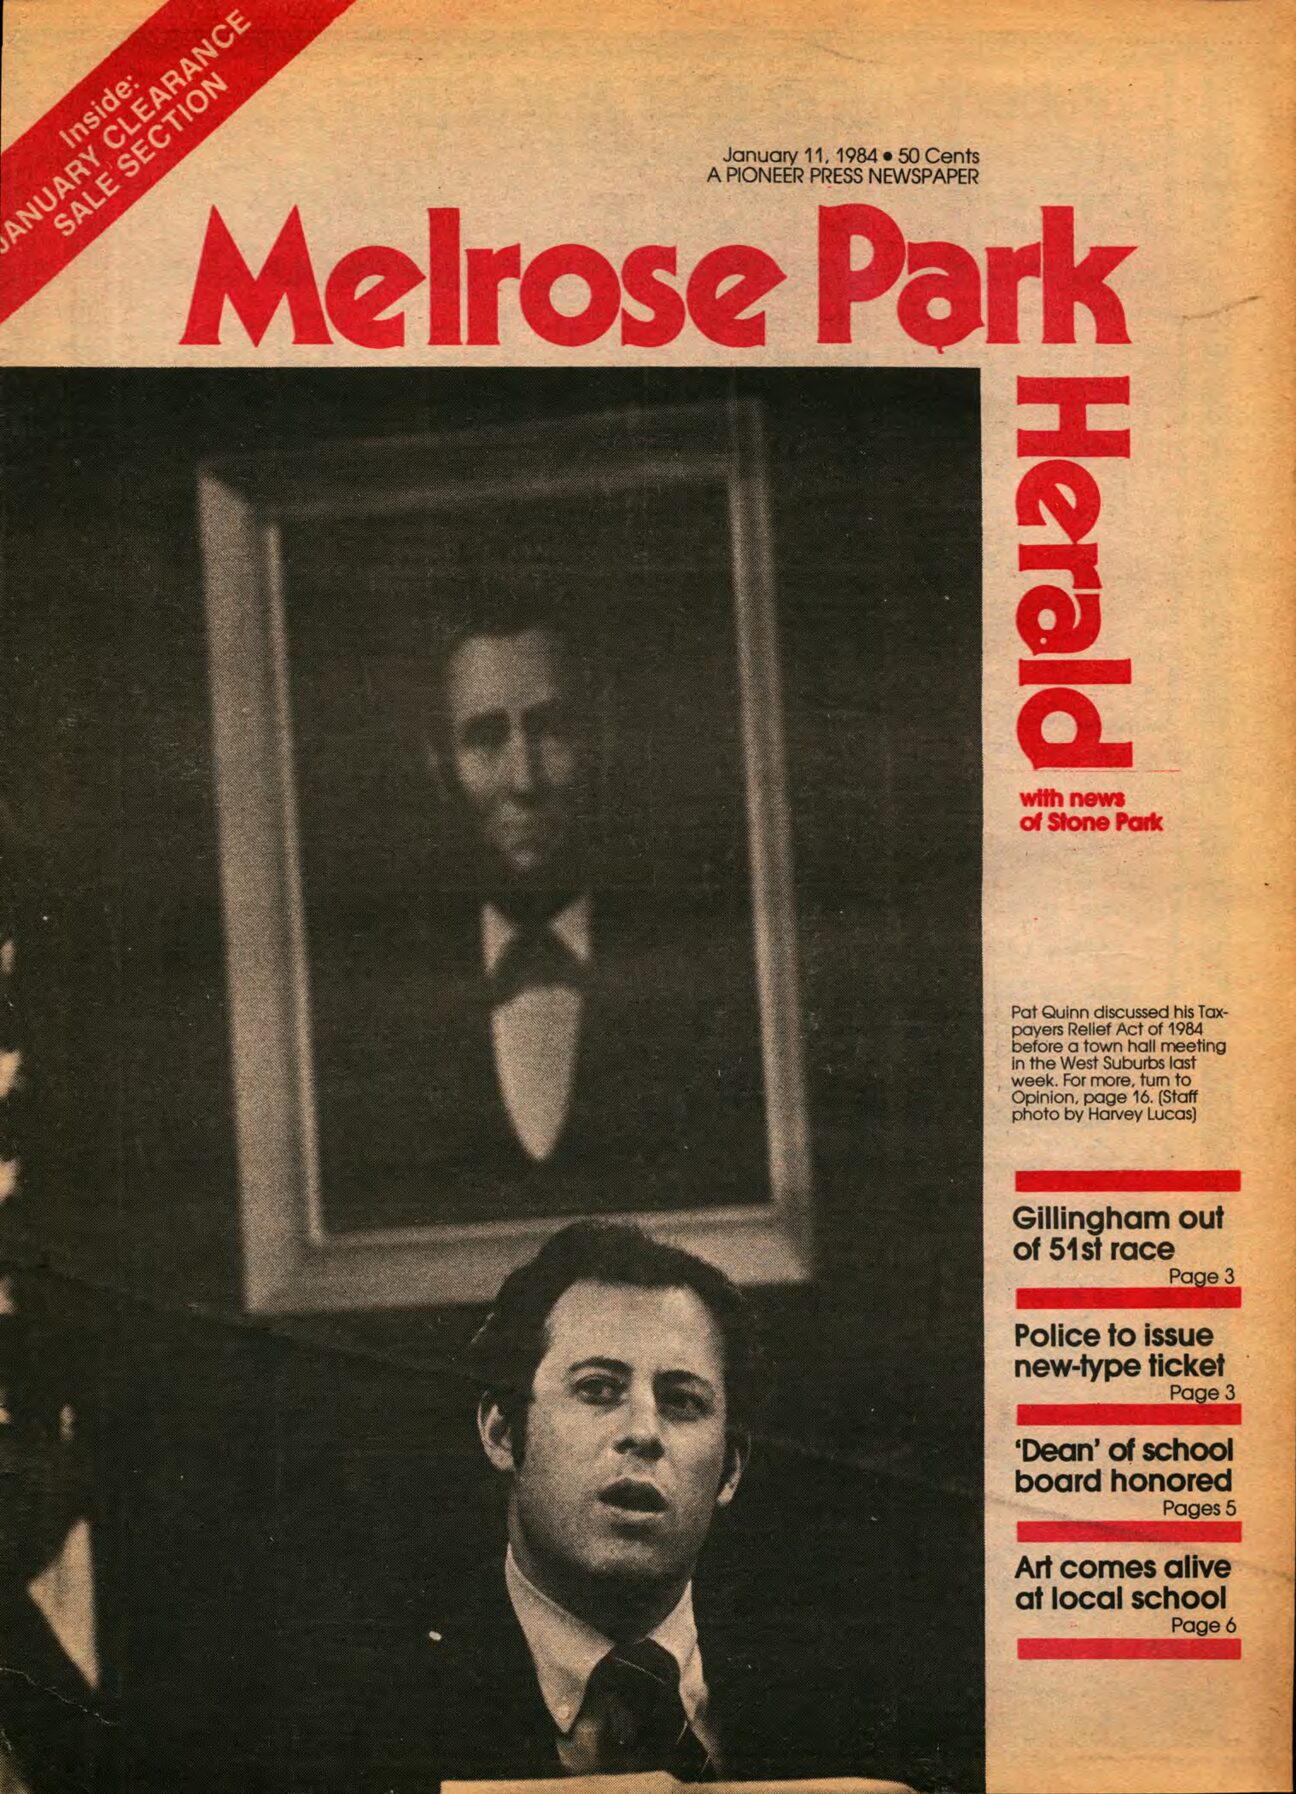 Inside:
JANUARY CLEARANCE
SALE SECTION
January 11, 1984 • 50 Cents
A PIONEER PRESS NEWSPAPER
Melrose Park
Herald
with news
of Stone Park
Pat Quinn discussed his Tax-
payers Relief Act of 1984
before a town hall meeting
in the West Suburbs last
week. For more, turn to
Opinion, page 16. (Staff
photo by Harvey Lucas)
Gillingham out
of 51st race
Page 3
Police to issue
new-type ticket
Page 3
'Dean' of school
board honored
Pages 5
Art comes alive
at local school
Page 6